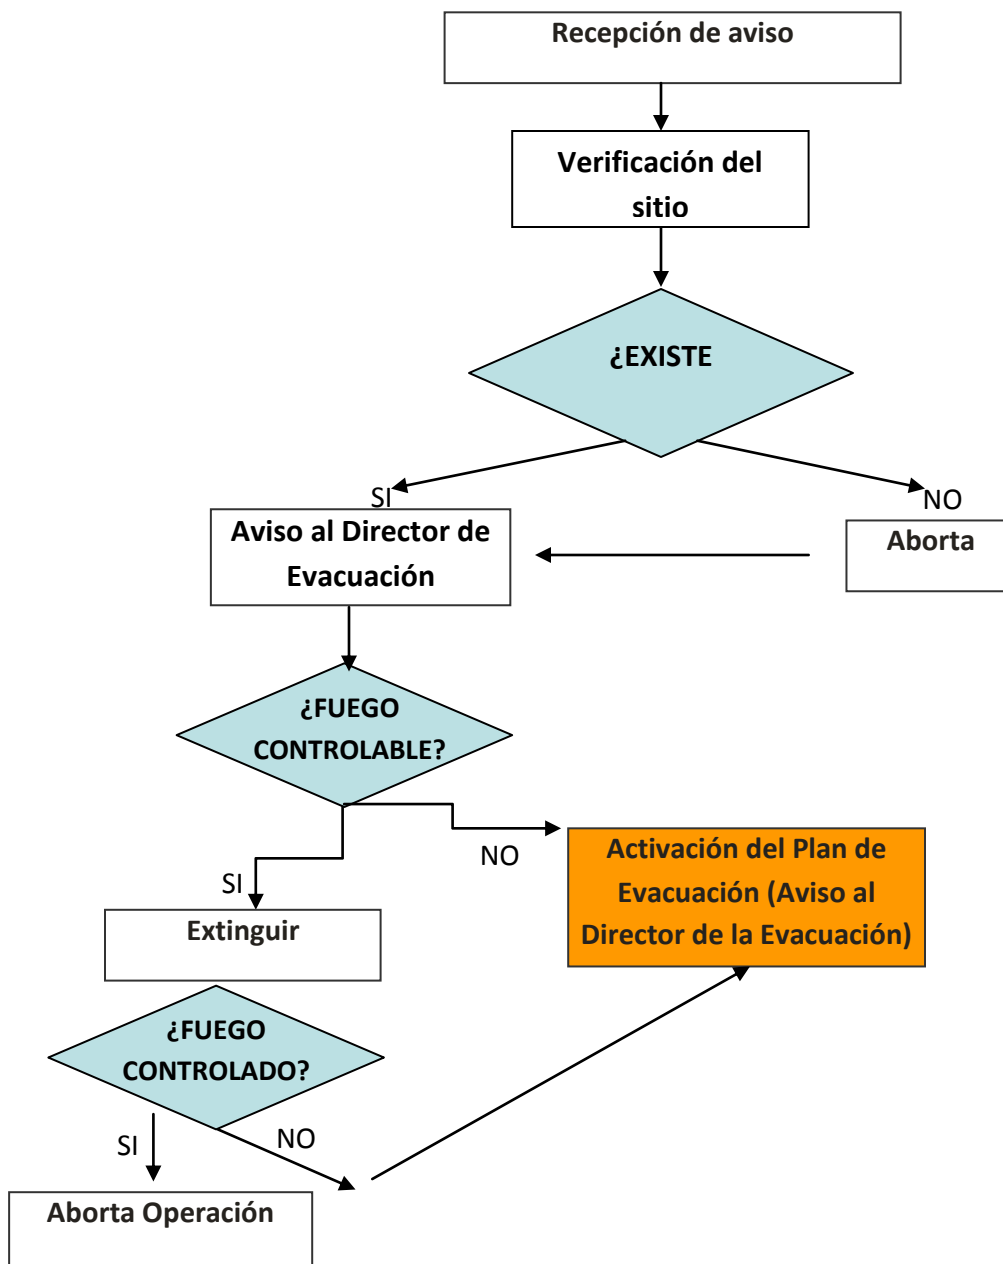 Recepción de aviso
Verificación del
sitio
¿EXISTE
SI
NO
Aviso al Director de
Evacuación
Aborta
¿FUEGO
CONTROLABLE?
NO
SI
Activación del Plan de
Evacuación (Aviso al
Director de la Evacuación)
Extinguir
¿FUEGO
CONTROLADO?
SI
NO
Aborta Operación